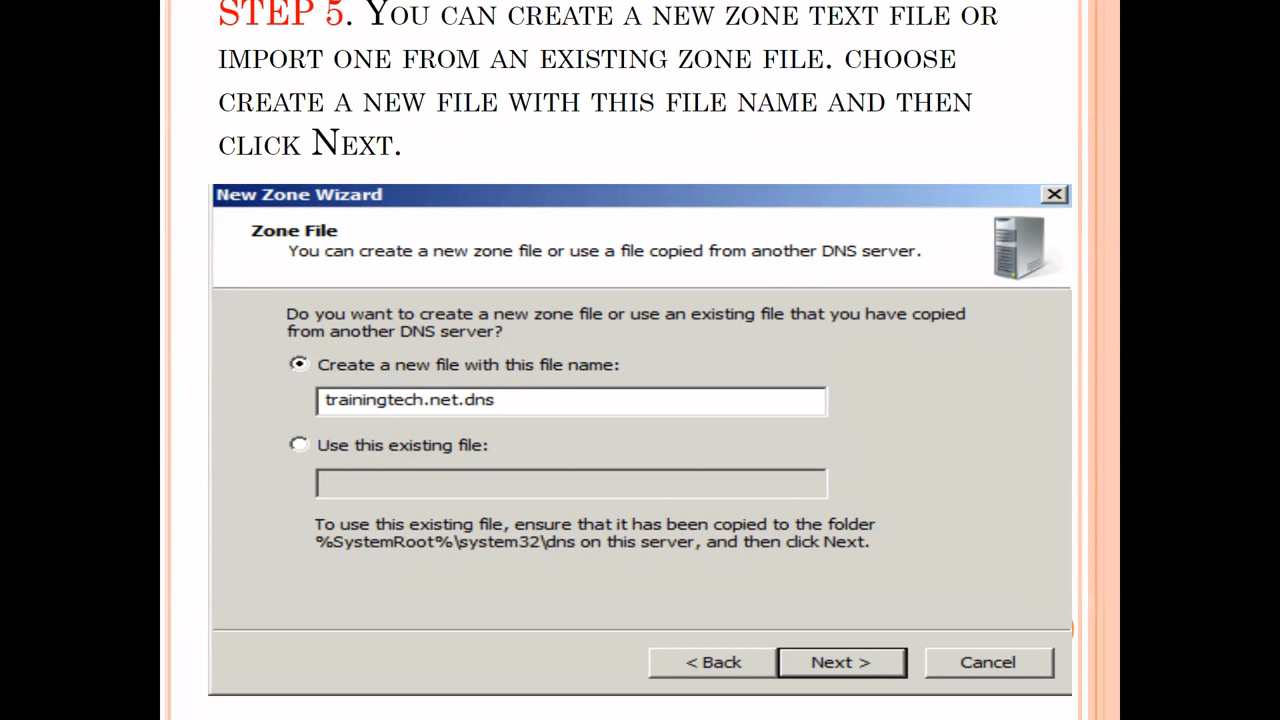 STEP 5. You can create a new zone text file or
import one from an existing zone file. choose
create a new file with this file name and then
click Next.
New Zone Wizard
Zone File
You can create a new zone file or use a file copied from another DNS server.
Do you want to create a new zone file or use an existing file that you have copied
from another DNS server?
Create a new file with this file name:
trainingtech.net.dns
Use this existing file:
To use this existing file, ensure that it has been copied to the folder
%SystemRoot%\system32\dns on this server, and then click Next.
< Back Next > Cancel